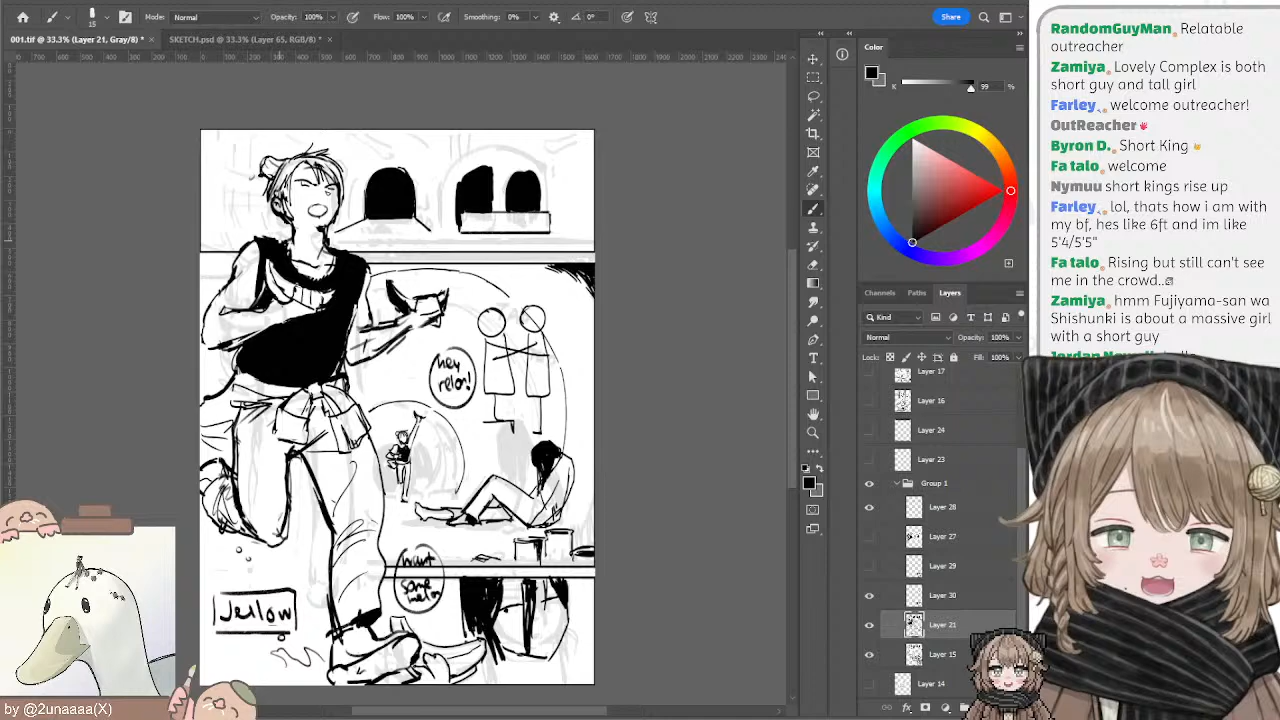 Mode: Normal Opacity: 100% Flow: 100% Smoothing: 0% 0° Share
15
001.tif @ 33.3% (Layer 21, Gray/8) * × SKETCH.psd @ 33.3% (Layer 65, RGB/8) * ×
Color
K 99 %
Channels Paths Layers
Kind
Normal Opacity: 100%
Lock: Fill: 100%
Layer 17
Layer 16
Layer 24
Layer 23
Group 1
Layer 28
Layer 27
Layer 29
Layer 30
Layer 21
Layer 15
Layer 14
hey
relon!
want
some
melon
Jerlow
by @2unaaaa(X)
RandomGuyMan Relatable
outreacher
Zamiya Lovely Complex is both
short guy and tall girl
Farley welcome outreacher!
OutReacher
Byron D. Short King
Fa talo welcome
Nymuu short kings rise up
Farley lol, thats how i am with
my bf, hes like 6ft and im like
5'4/5'5"
Fa talo Rising but still can't see
me in the crowd..
Zamiya hmm Fujiyama-san wa
Shishunki is about a massive girl
with a short guy